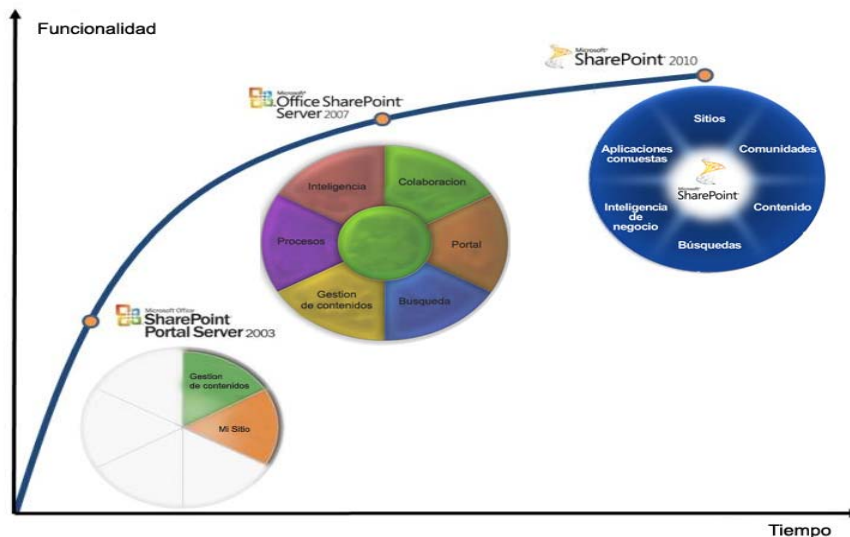 Funcionalidad
Microsoft
SharePoint 2010
Microsoft
Office SharePoint
Server 2007
Sitios
Aplicaciones
comuestas
Comunidades
Microsoft
SharePoint
Inteligencia
de
negocio
Contenido
Búsquedas
Inteligencia
Colaboracion
Procesos
Portal
Gestion
de contenidos
Búsqueda
Microsoft Office
SharePoint
Portal Server 2003
Gestion
de contenidos
Mi Sitio
Tiempo